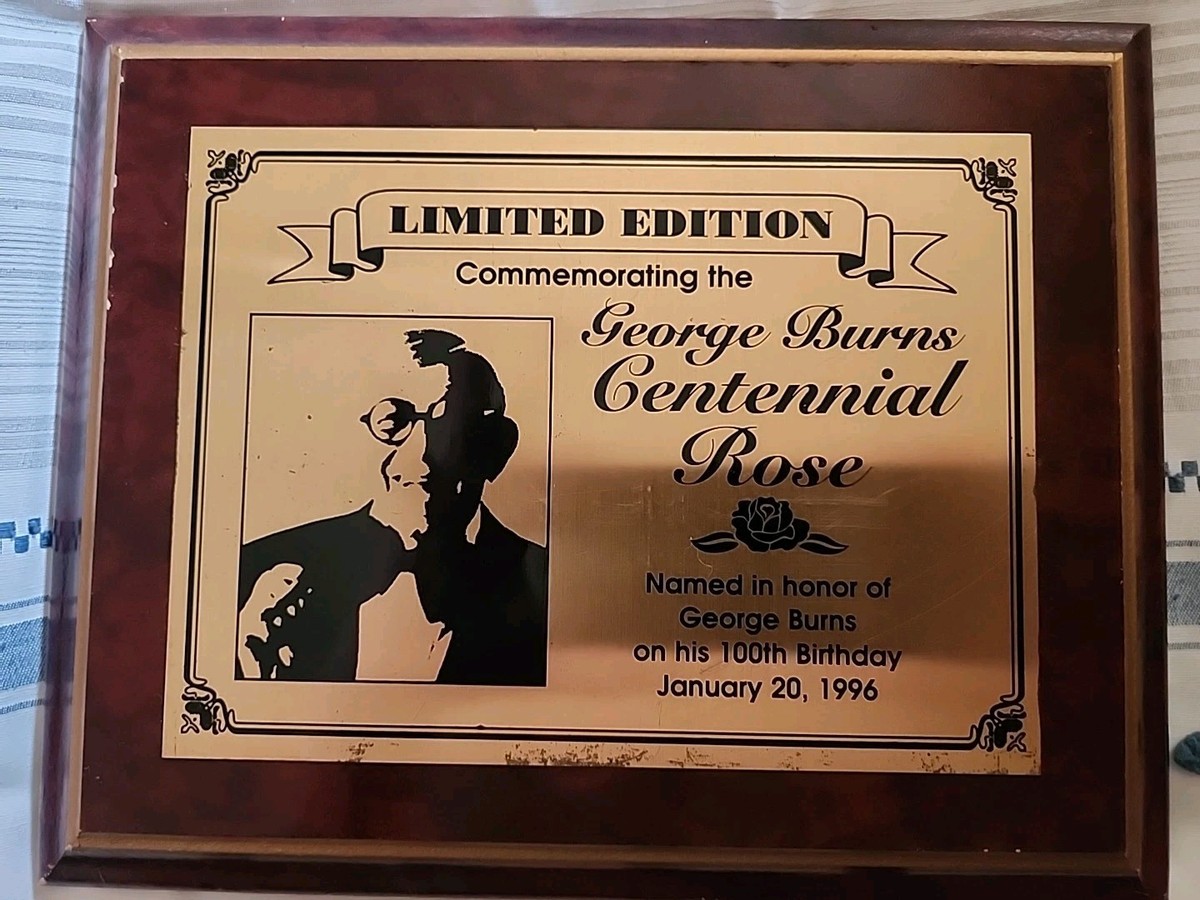 LIMITED EDITION
Commemorating the
George Burns
Centennial
Rose
Named in honor of
George Burns
on his 100th Birthday
January 20, 1996